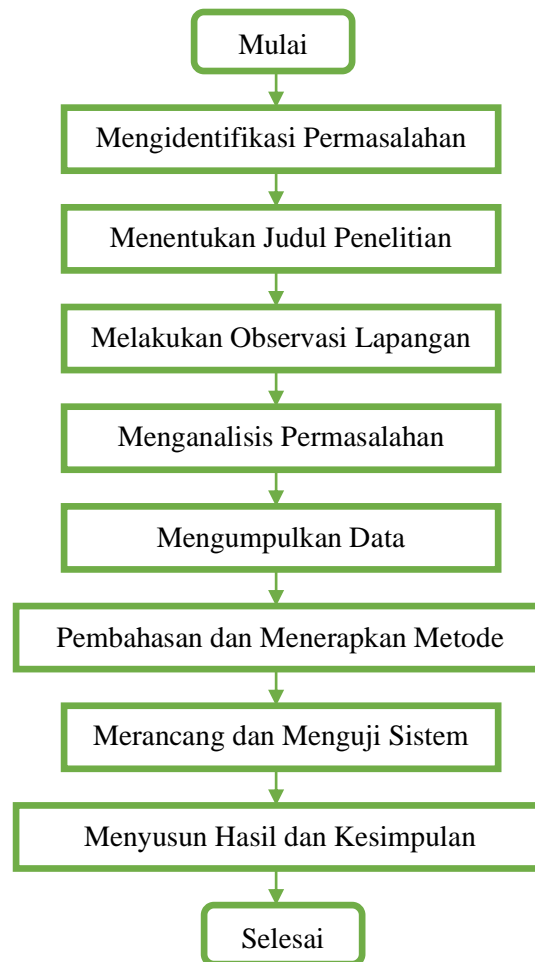 Mulai
Mengidentifikasi Permasalahan
Menentukan Judul Penelitian
Melakukan Observasi Lapangan
Menganalisis Permasalahan
Mengumpulkan Data
Pembahasan dan Menerapkan Metode
Merancang dan Menguji Sistem
Menyusun Hasil dan Kesimpulan
Selesai